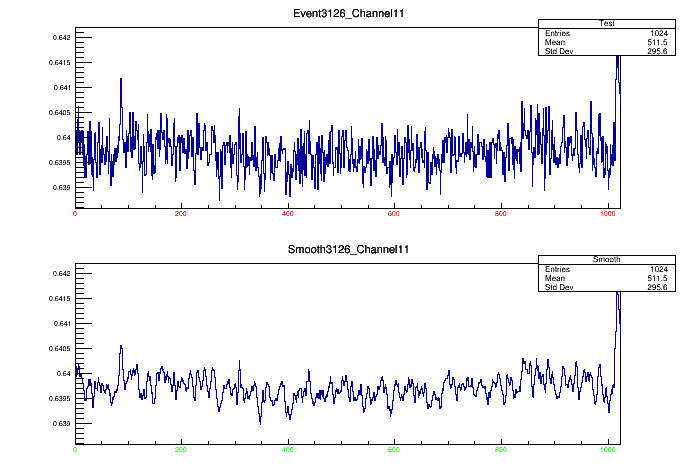 Event3126_Channel11
Test
Entries 1024
Mean 511.5
Std Dev 295.6
0.642
0.6415
0.641
0.6405
0.64
0.6395
0.639
0 200 400 600 800 1000
Smooth3126_Channel11
Smooth
Entries 1024
Mean 511.5
Std Dev 295.6
0.642
0.6415
0.641
0.6405
0.64
0.6395
0.639
0 200 400 600 800 1000